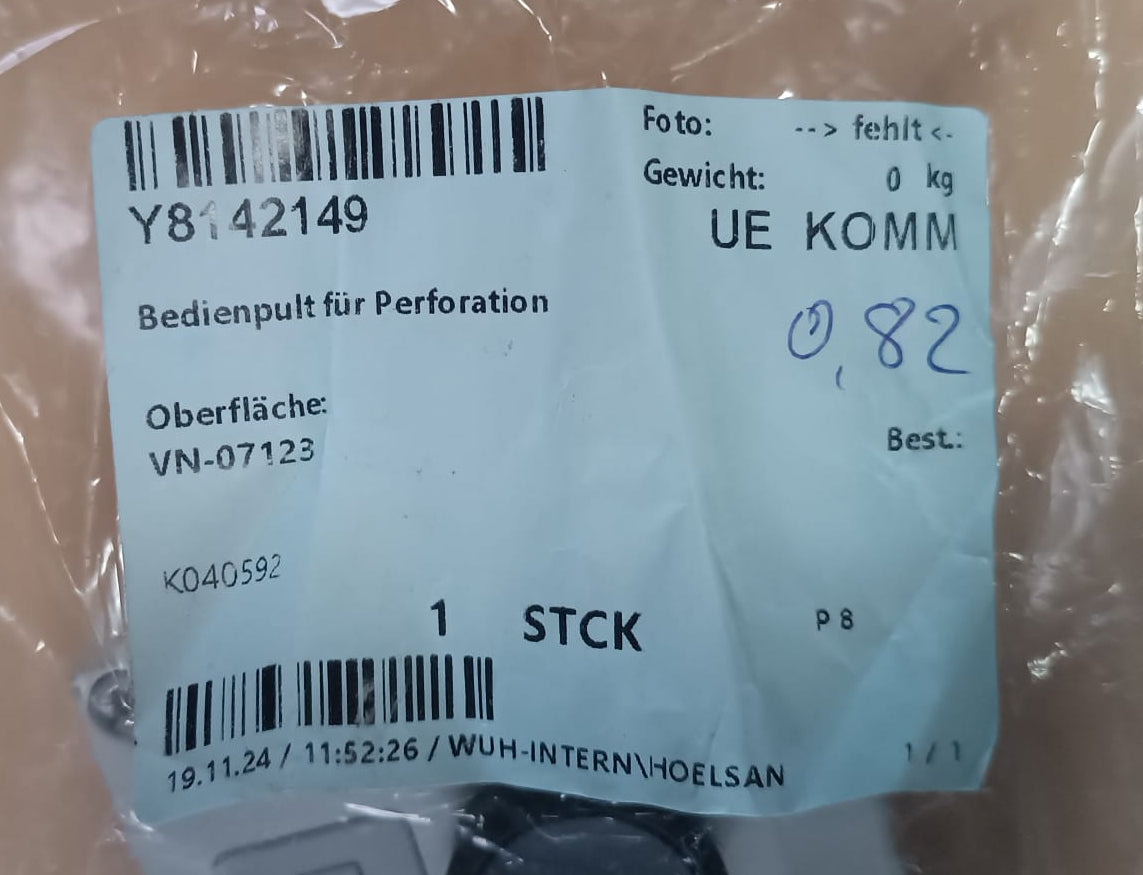 Foto: --> fehlt <-
Gewicht: 0 kg
Y8142149 UE KOMM
Bedienpult für Perforation
0,82
Oberfläche:
VN-07123
Best.:
K040592
1 STCK P 8
19.11.24 / 11:52:26 / WUH-INTERN\HOELSAN
1 / 1